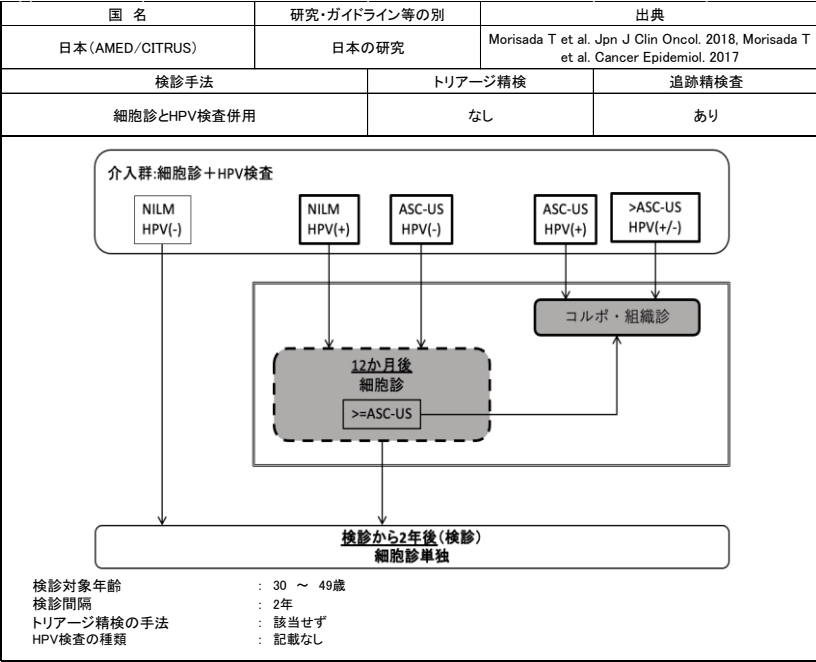 国 名
研究・ガイドライン等の別
出典
日本(AMED/CITRUS)
日本の研究
Morisada T et al. Jpn J Clin Oncol. 2018, Morisada T
et al. Cancer Epidemiol. 2017
検診手法
トリアージ精検
追跡精検査
細胞診とHPV検査併用
なし
あり
介入群:細胞診+HPV検査
NILM
HPV(-)
NILM
HPV(+)
ASC-US
HPV(-)
ASC-US
HPV(+)
>ASC-US
HPV(+/-)
コルポ・組織診
12か月後
細胞診
>=ASC-US
検診から2年後(検診)
細胞診単独
検診対象年齢 : 30 ~ 49歳
検診間隔 : 2年
トリアージ精検の手法 : 該当せず
HPV検査の種類 : 記載なし